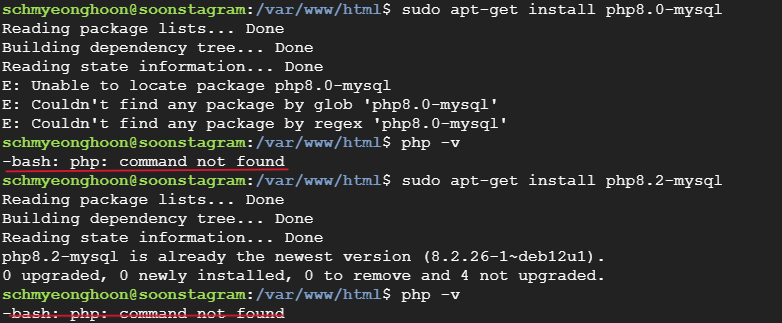 schmyeonghoon@soonstagram:/var/www/html$ sudo apt-get install php8.0-mysql
Reading package lists... Done
Building dependency tree... Done
Reading state information... Done
E: Unable to locate package php8.0-mysql
E: Couldn't find any package by glob 'php8.0-mysql'
E: Couldn't find any package by regex 'php8.0-mysql'
schmyeonghoon@soonstagram:/var/www/html$ php -v
-bash: php: command not found
schmyeonghoon@soonstagram:/var/www/html$ sudo apt-get install php8.2-mysql
Reading package lists... Done
Building dependency tree... Done
Reading state information... Done
php8.2-mysql is already the newest version (8.2.26-1~deb12u1).
0 upgraded, 0 newly installed, 0 to remove and 4 not upgraded.
schmyeonghoon@soonstagram:/var/www/html$ php -v
-bash: php: command not found